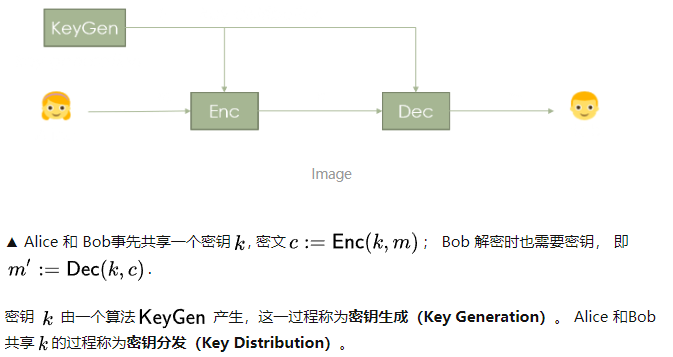 KeyGen
Enc
Dec
Image
▲ Alice 和 Bob事先共享一个密钥 k, 密文 c := Enc(k, m) ； Bob 解密时也需要密钥， 即
m′ := Dec(k, c) .
密钥 k 由一个算法 KeyGen 产生，这一过程称为密钥生成（Key Generation）。 Alice 和Bob
共享 k 的过程称为密钥分发（Key Distribution）。